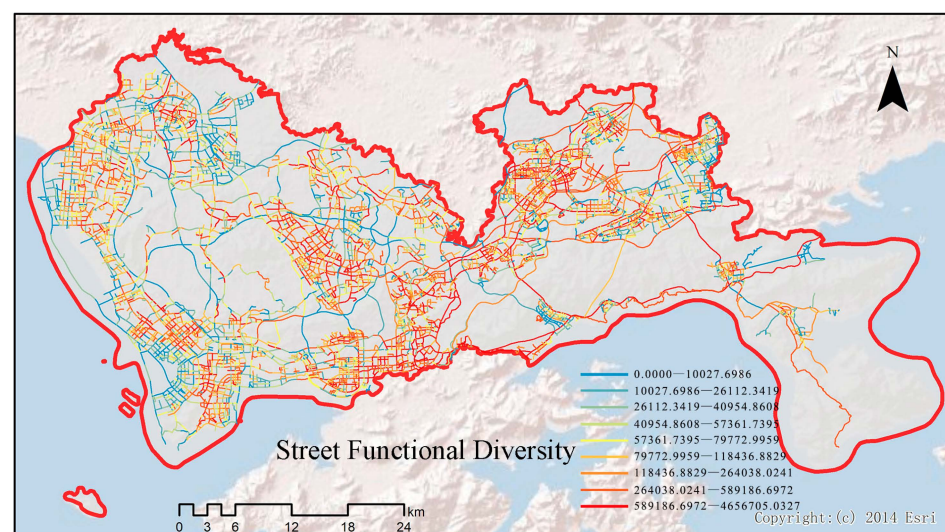 N
0.0000—10027.6986
10027.6986—26112.3419
26112.3419—40954.8608
40954.8608—57361.7395
57361.7395—79772.9959
79772.9959—118436.8829
118436.8829—264038.0241
264038.0241—589186.6972
589186.6972—4656705.0327
Street Functional Diversity
km
0 3 6 12 18 24
Copyright:(c) 2014 Esri